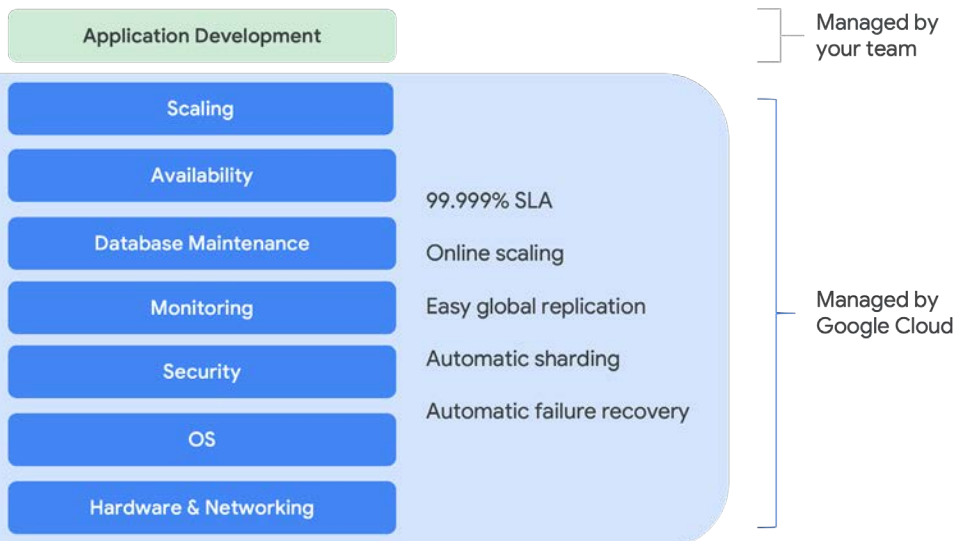 Application Development
Managed by
your team
Scaling
Availability
Database Maintenance
Monitoring
Security
OS
Hardware & Networking
99.999% SLA
Online scaling
Easy global replication
Automatic sharding
Automatic failure recovery
Managed by
Google Cloud